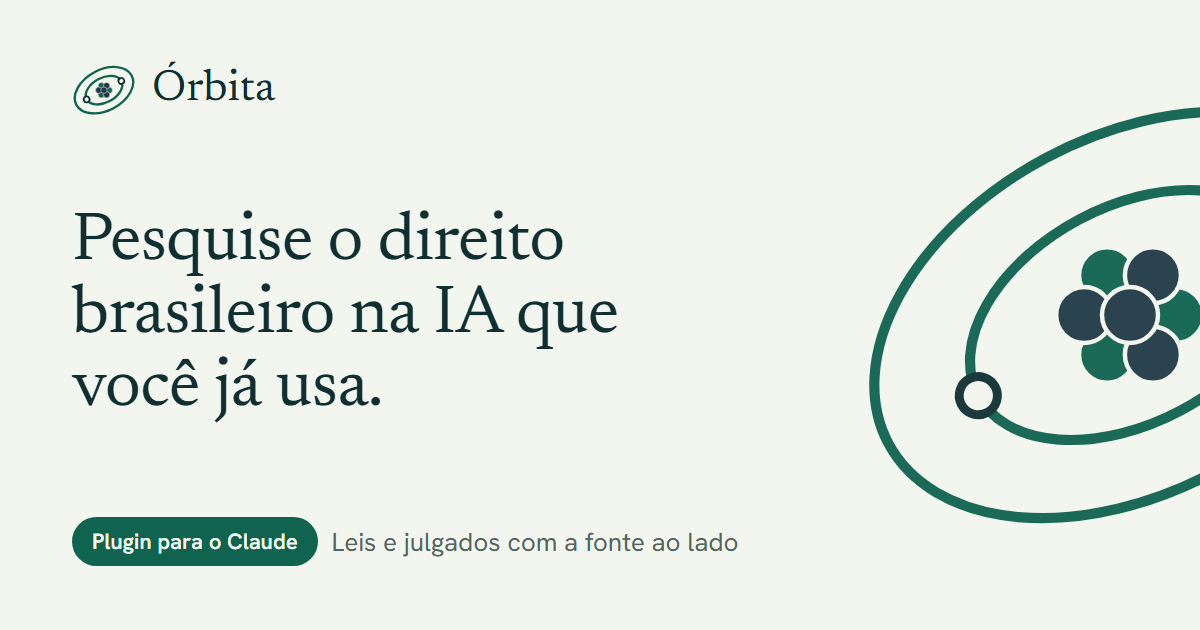 Órbita
Pesquise o direito
brasileiro na IA que
você já usa.
Plugin para o Claude
Leis e julgados com a fonte ao lado